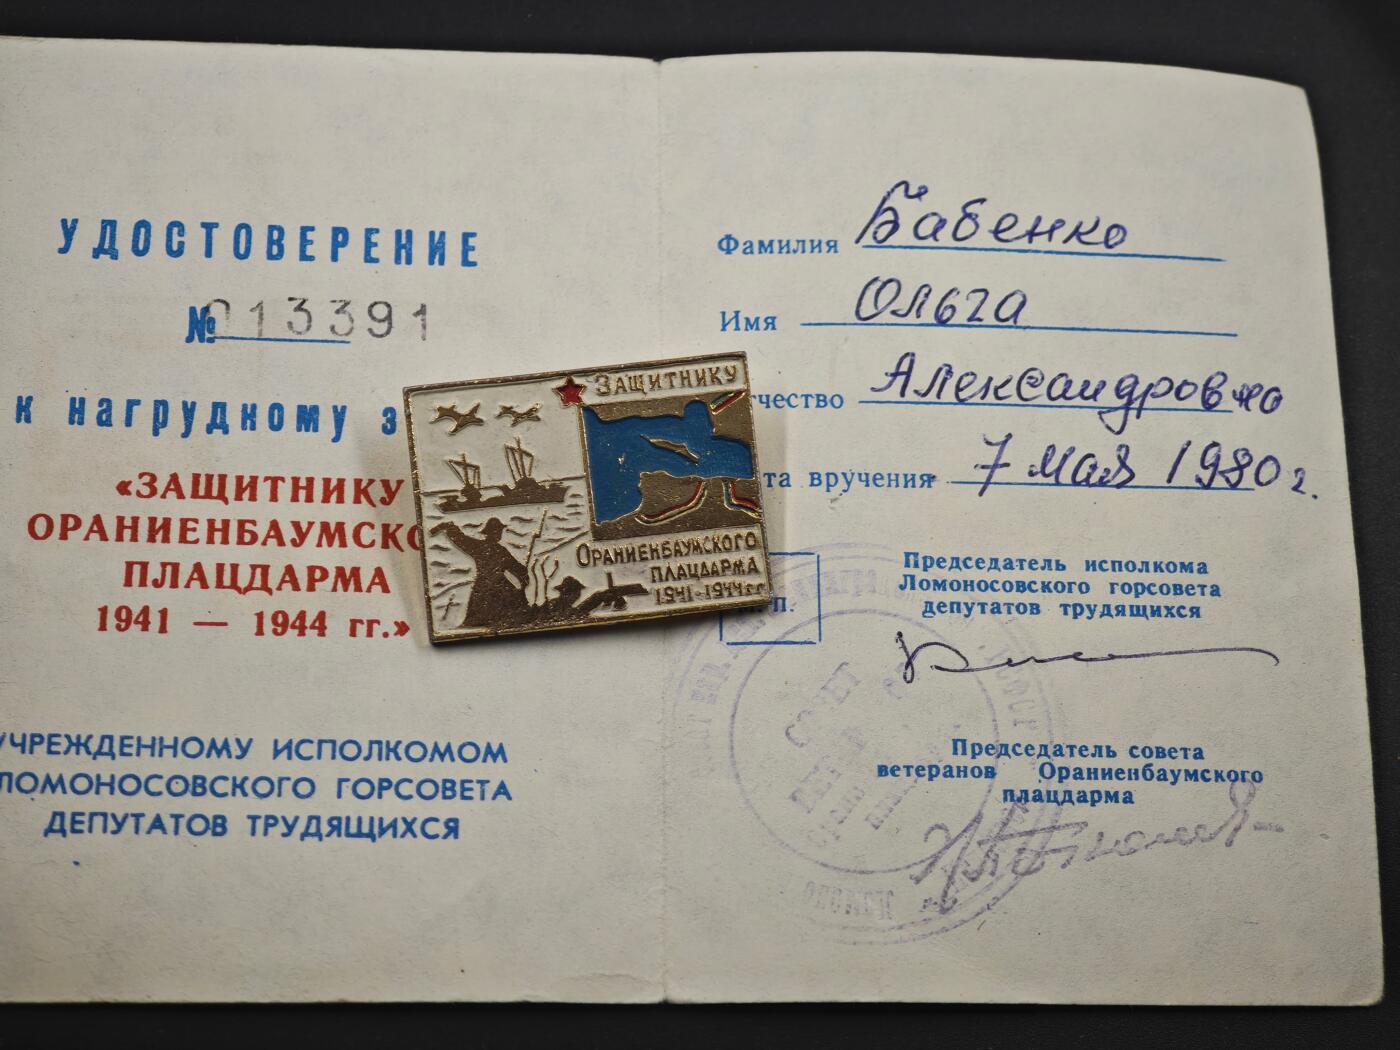 УДОСТОВЕРЕНИЕ
№013391
к нагрудному з
«ЗАЩИТНИКУ
ОРАНИЕНБАУМСКО
ПЛАЦДАРМА
1941 — 1944 гг.»
УЧРЕЖДЕННОМУ ИСПОЛКОМОМ
ЛОМОНОСОВСКОГО ГОРСОВЕТА
ДЕПУТАТОВ ТРУДЯЩИХСЯ
ЗАЩИТНИКУ
ОРАНИЕНБАУМСКОГО
ПЛАЦДАРМА
1941-1944гг
Фамилия Бабенко
Имя Ольга
чество Александровна
та вручения 7 мая 1980 г.
п.
Председатель исполкома
Ломоносовского горсовета
депутатов трудящихся
Председатель совета
ветеранов Ораниенбаумского
плацдарма
СОВЕТ